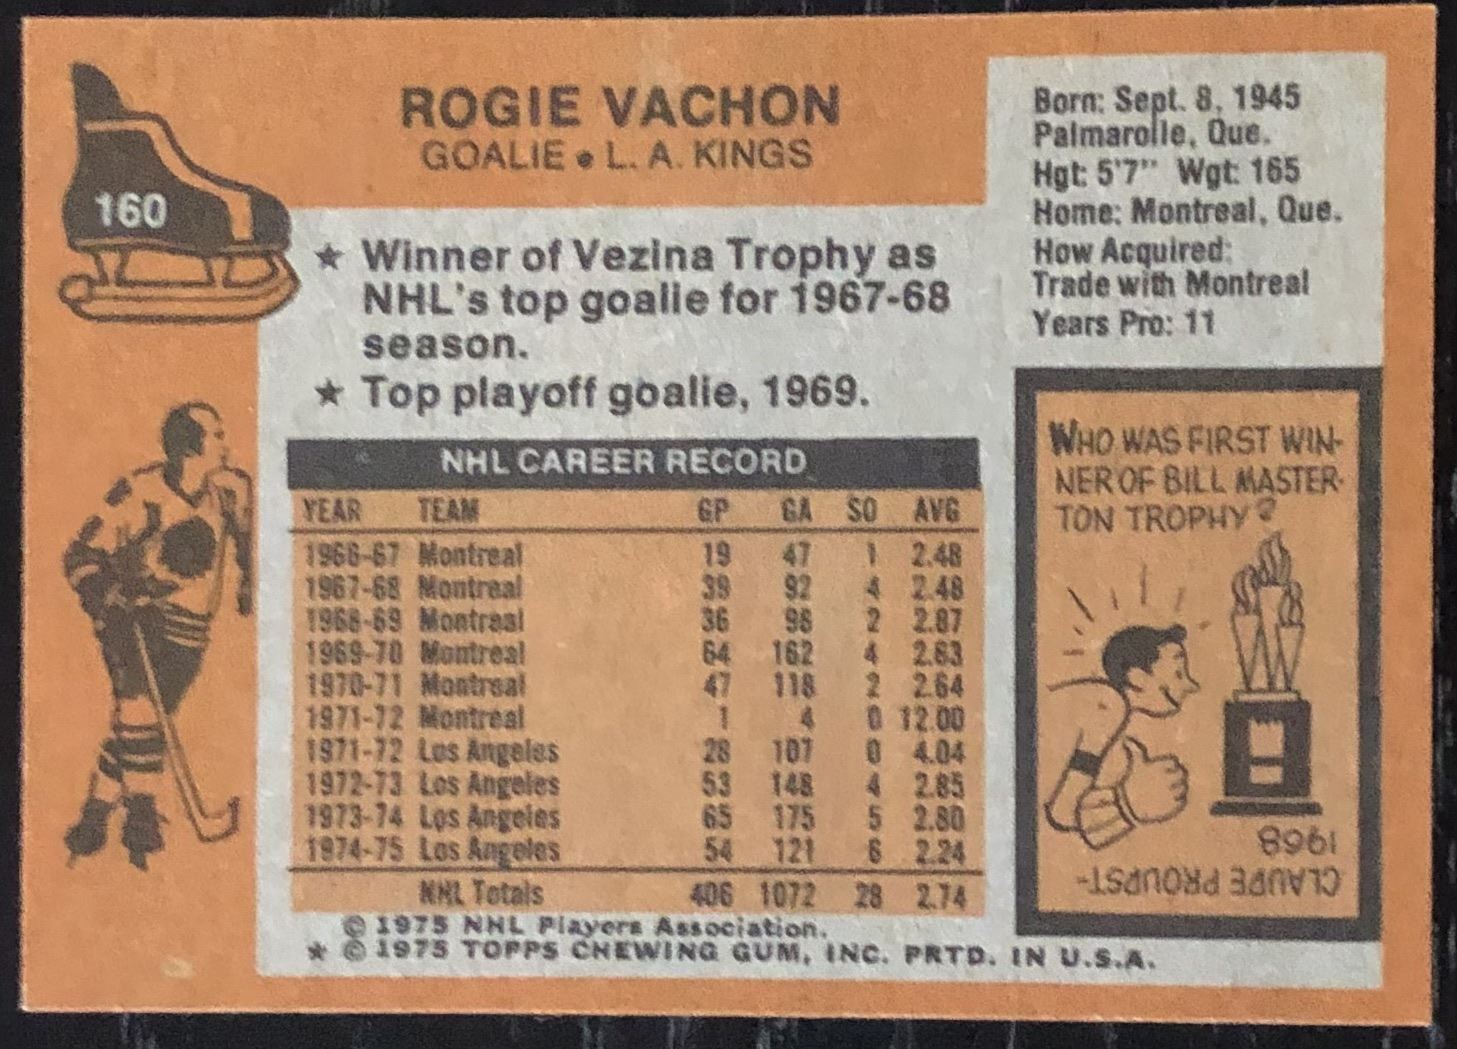 160
ROGIE VACHON
GOALIE • L. A. KINGS
Born: Sept. 8, 1945
Palmarolle, Que.
Hgt: 5'7" Wgt: 165
Home: Montreal, Que.
How Acquired:
Trade with Montreal
Years Pro: 11
★ Winner of Vezina Trophy as
NHL's top goalie for 1967-68
season.
★ Top playoff goalie, 1969.
NHL CAREER RECORD
YEAR TEAM GP GA SO AVG
1966-67 Montreal 19 47 1 2.48
1967-68 Montreal 39 92 4 2.48
1968-69 Montreal 36 98 2 2.87
1969-70 Montreal 64 162 4 2.63
1970-71 Montreal 47 118 2 2.64
1971-72 Montreal 1 4 0 12.00
1971-72 Los Angeles 28 107 0 4.04
1972-73 Los Angeles 53 148 4 2.85
1973-74 Los Angeles 65 175 5 2.80
1974-75 Los Angeles 54 121 6 2.24
NHL Totals 406 1072 28 2.74
© 1975 NHL Players Association.
★ © 1975 TOPPS CHEWING GUM, INC. PRTD. IN U.S.A.
WHO WAS FIRST WIN-
NER OF BILL MASTER-
TON TROPHY?
CLAUDE PROUPST-
1968